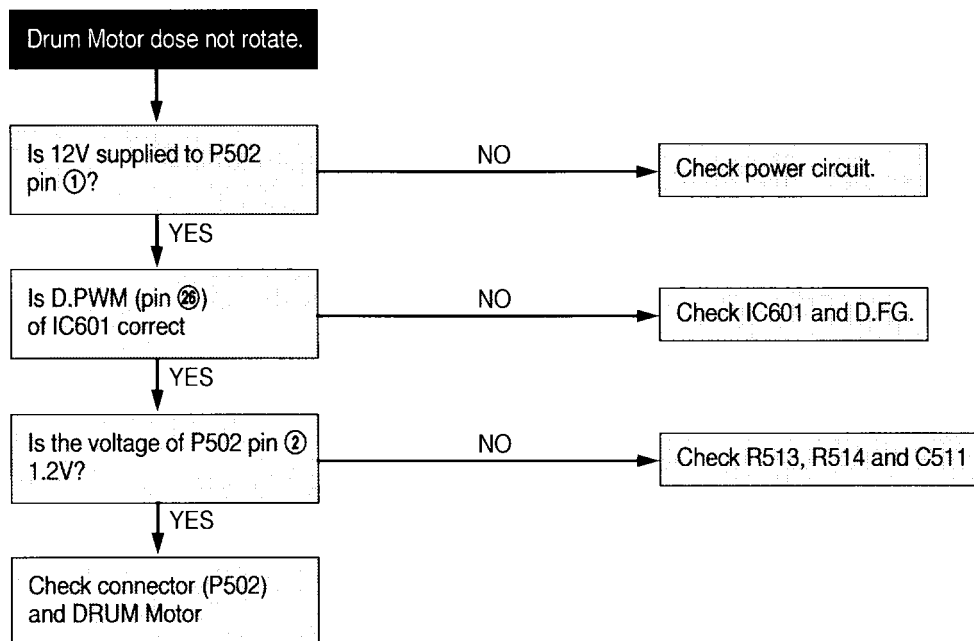 Drum Motor dose not rotate.
Is 12V supplied to P502
pin ①?
NO
Check power circuit.
YES
Is D.PWM (pin ㉖)
of IC601 correct
NO
Check IC601 and D.FG.
YES
Is the voltage of P502 pin ②
1.2V?
NO
Check R513, R514 and C511
YES
Check connector (P502)
and DRUM Motor